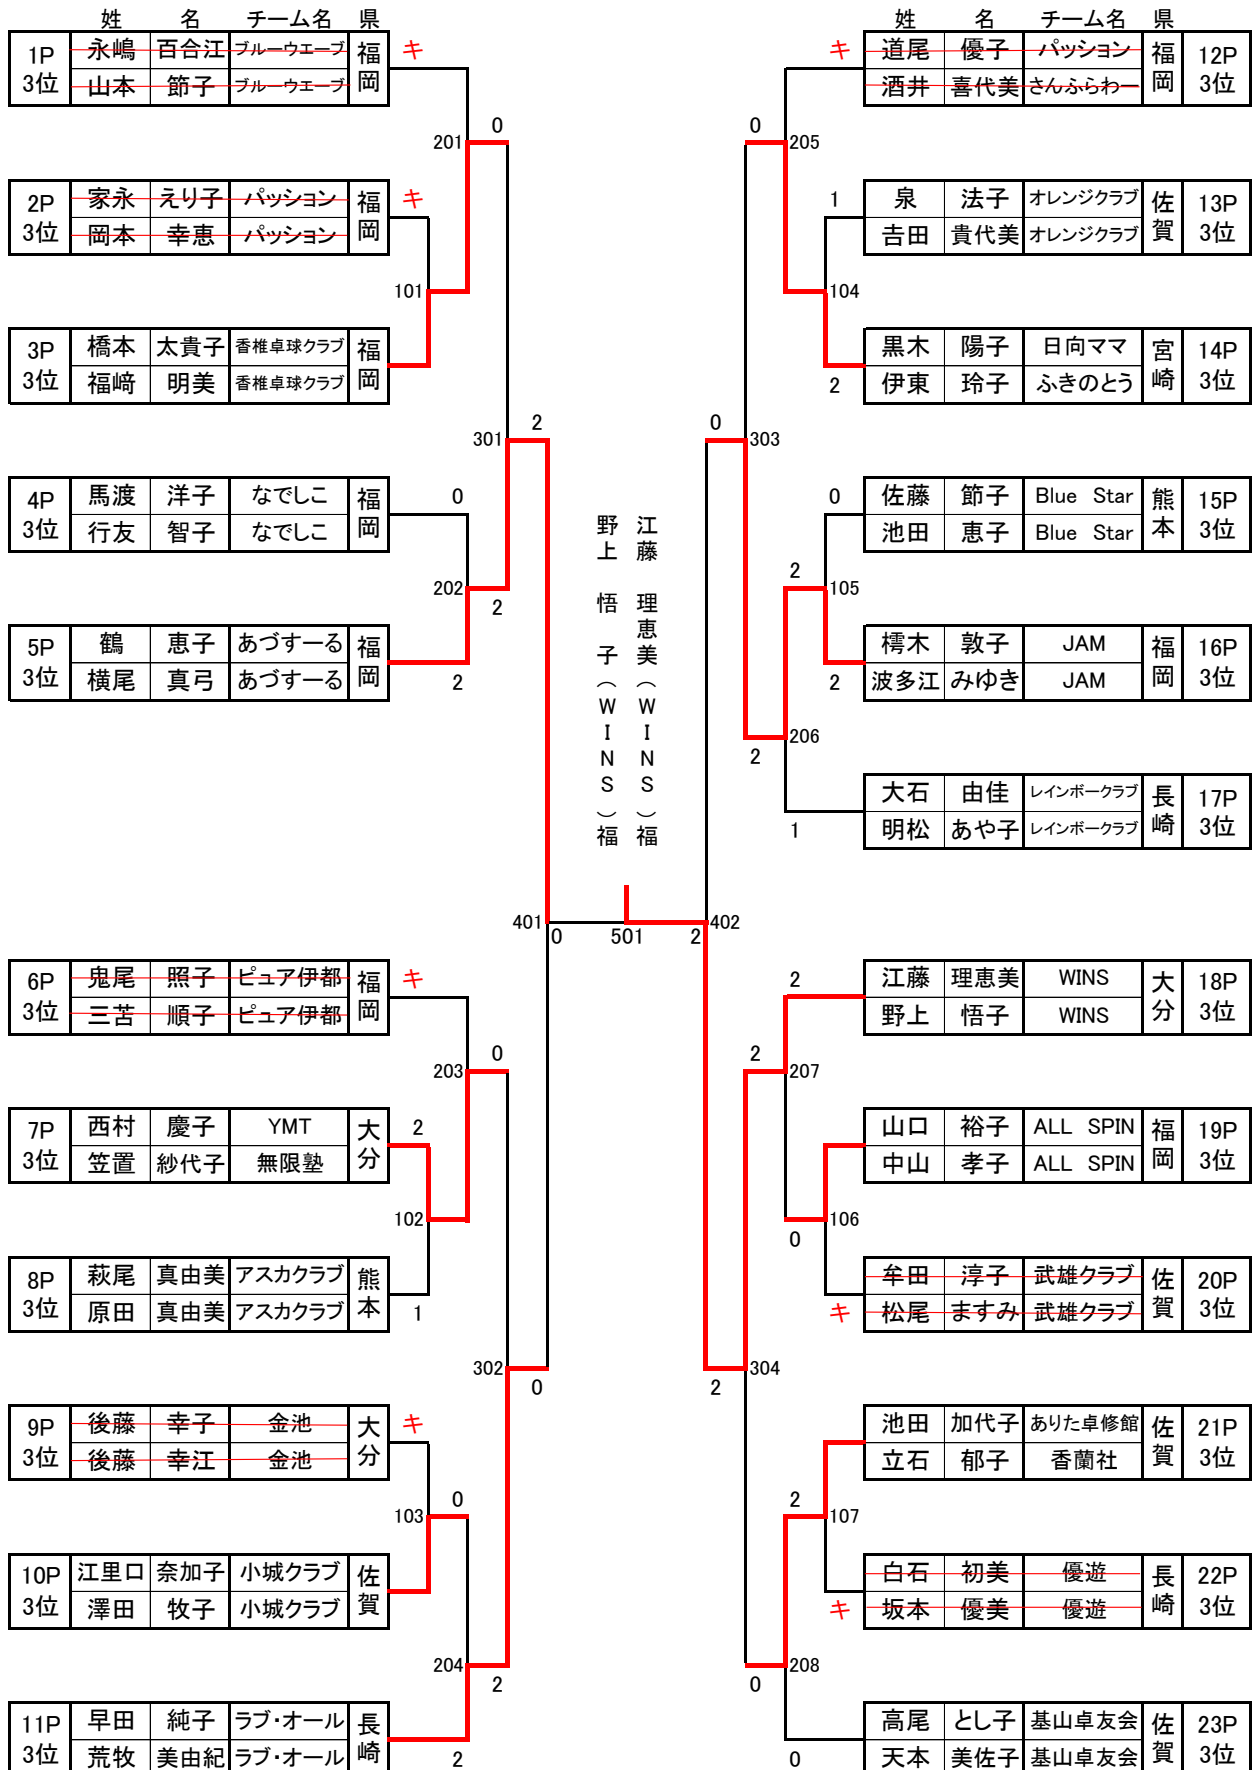 姓 名 チーム名 県
1P 3位 永嶋 百合江 ブルーウエーブ 福岡 キ
山本 節子 ブルーウエーブ
201 0
2P 3位 家永 えり子 パッション 福岡 キ
岡本 幸恵 パッション
101
3P 3位 橋本 太貴子 香椎卓球クラブ 福岡
福﨑 明美 香椎卓球クラブ
301 2
4P 3位 馬渡 洋子 なでしこ 福岡 0
行友 智子 なでしこ
202 2
5P 3位 鶴 恵子 あづすーる 福岡
横尾 真弓 あづすーる
2
401 0
6P 3位 鬼尾 照子 ピュア伊都 福岡 キ
三苫 順子 ピュア伊都
203 0
7P 3位 西村 慶子 YMT 大分 2
笠置 紗代子 無限塾
102
8P 3位 萩尾 真由美 アスカクラブ 熊本
原田 真由美 アスカクラブ
1
302 0
9P 3位 後藤 幸子 金池 大分 キ
後藤 幸江 金池
103 0
10P 3位 江里口 奈加子 小城クラブ 佐賀
澤田 牧子 小城クラブ
204 2
11P 3位 早田 純子 ラブ・オール 長崎
荒牧 美由紀 ラブ・オール
2
江藤 理恵美(WINS)福
野上 悟子(WINS)福
501
姓 名 チーム名 県
キ 道尾 優子 パッション 福岡 12P 3位
酒井 喜代美 さんふらわー
0 205
1 泉 法子 オレンジクラブ 佐賀 13P 3位
吉田 貴代美 オレンジクラブ
104
黒木 陽子 日向ママ 宮崎 14P 3位
2 伊東 玲子 ふきのとう
0 303
0 佐藤 節子 Blue Star 熊本 15P 3位
池田 恵子 Blue Star
2 105
樗木 敦子 JAM 福岡 16P 3位
2 波多江 みゆき JAM
2 206
大石 由佳 レインボークラブ 長崎 17P 3位
1 明松 あや子 レインボークラブ
2 402
2 江藤 理恵美 WINS 大分 18P 3位
野上 悟子 WINS
2 207
山口 裕子 ALL SPIN 福岡 19P 3位
中山 孝子 ALL SPIN
0 106
牟田 淳子 武雄クラブ 佐賀 20P 3位
キ 松尾 ますみ 武雄クラブ
2 304
池田 加代子 ありた卓修館 佐賀 21P 3位
立石 郁子 香蘭社
2 107
白石 初美 優遊 長崎 22P 3位
キ 坂本 優美 優遊
0 208
高尾 とし子 基山卓友会 佐賀 23P 3位
0 天本 美佐子 基山卓友会